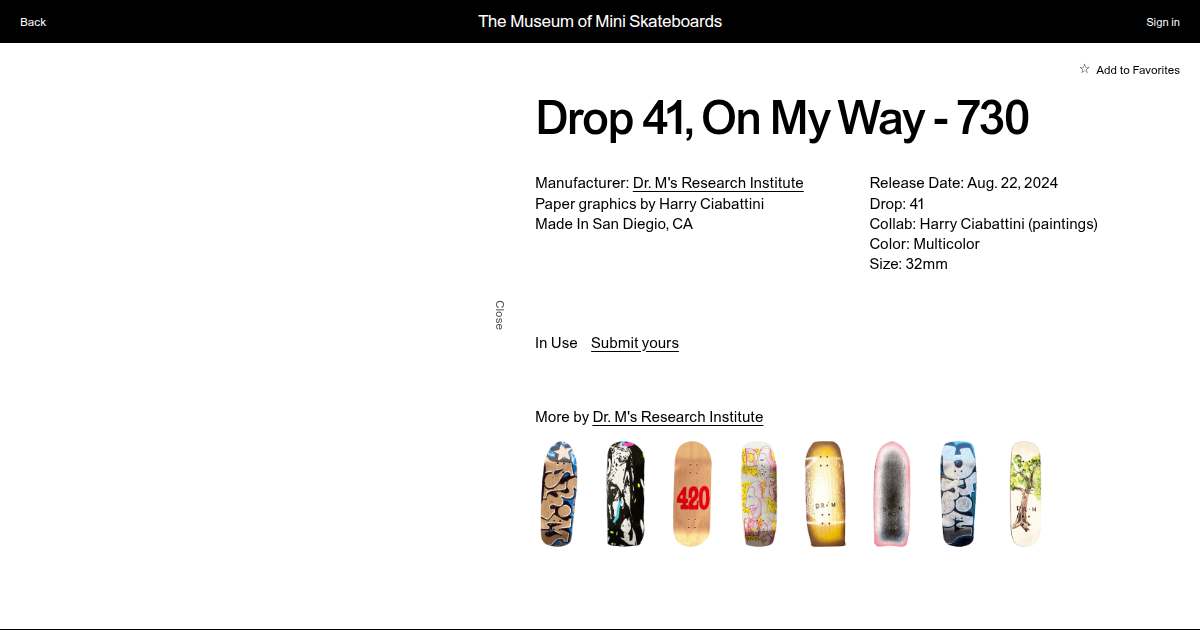 Back
The Museum of Mini Skateboards
Sign in
☆ Add to Favorites
Drop 41, On My Way - 730
Manufacturer: Dr. M's Research Institute
Paper graphics by Harry Ciabattini
Made In San Diegio, CA
Release Date: Aug. 22, 2024
Drop: 41
Collab: Harry Ciabattini (paintings)
Color: Multicolor
Size: 32mm
Close
In Use Submit yours
More by Dr. M's Research Institute
420
DR M